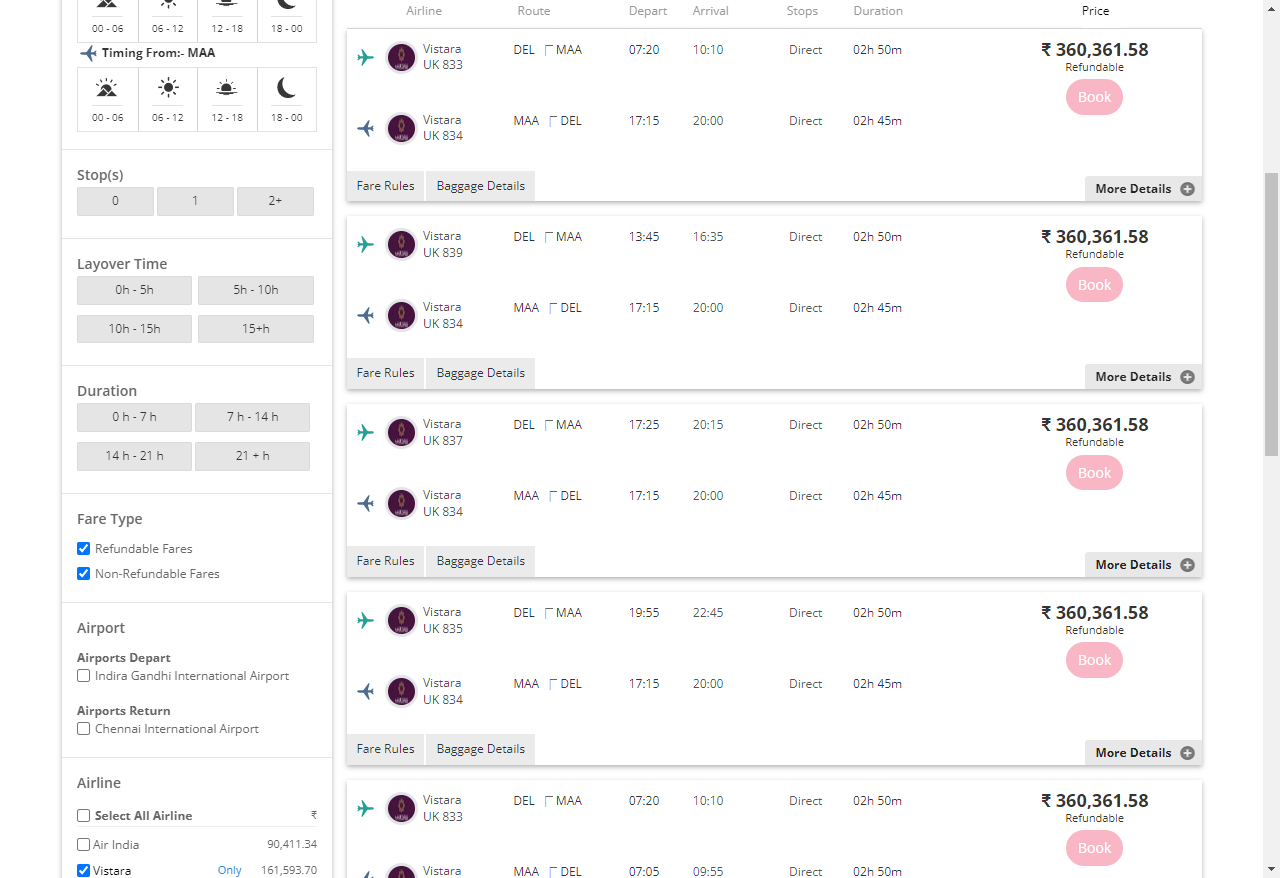 00 - 06 06 - 12 12 - 18 18 - 00
Timing From:- MAA
00 - 06 06 - 12 12 - 18 18 - 00
Stop(s)
0 1 2+
Layover Time
0h - 5h 5h - 10h
10h - 15h 15+h
Duration
0 h - 7 h 7 h - 14 h
14 h - 21 h 21 + h
Fare Type
Refundable Fares
Non-Refundable Fares
Airport
Airports Depart
Indira Gandhi International Airport
Airports Return
Chennai International Airport
Airline
Select All Airline ₹
Air India 90,411.34
Vistara Only 161,593.70
Airline Route Depart Arrival Stops Duration Price
Vistara DEL MAA 07:20 10:10 Direct 02h 50m ₹ 360,361.58
UK 833 Refundable
Book
Vistara MAA DEL 17:15 20:00 Direct 02h 45m
UK 834
Fare Rules Baggage Details More Details
Vistara DEL MAA 13:45 16:35 Direct 02h 50m ₹ 360,361.58
UK 839 Refundable
Book
Vistara MAA DEL 17:15 20:00 Direct 02h 45m
UK 834
Fare Rules Baggage Details More Details
Vistara DEL MAA 17:25 20:15 Direct 02h 50m ₹ 360,361.58
UK 837 Refundable
Book
Vistara MAA DEL 17:15 20:00 Direct 02h 45m
UK 834
Fare Rules Baggage Details More Details
Vistara DEL MAA 19:55 22:45 Direct 02h 50m ₹ 360,361.58
UK 835 Refundable
Book
Vistara MAA DEL 17:15 20:00 Direct 02h 45m
UK 834
Fare Rules Baggage Details More Details
Vistara DEL MAA 07:20 10:10 Direct 02h 50m ₹ 360,361.58
UK 833 Refundable
Book
Vistara MAA DEL 07:05 09:55 Direct 02h 50m